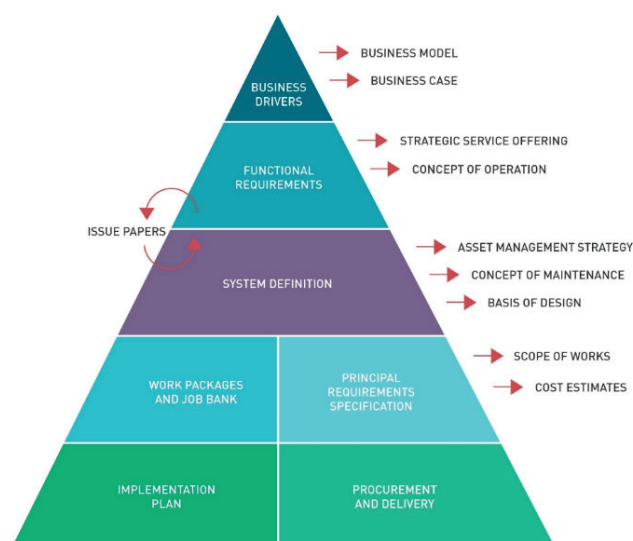 BUSINESS MODEL
BUSINESS CASE
BUSINESS
DRIVERS
STRATEGIC SERVICE OFFERING
CONCEPT OF OPERATION
FUNCTIONAL
REQUIREMENTS
ISSUE PAPERS
ASSET MANAGEMENT STRATEGY
CONCEPT OF MAINTENANCE
BASIS OF DESIGN
SYSTEM DEFINITION
SCOPE OF WORKS
COST ESTIMATES
WORK PACKAGES
AND JOB BANK
PRINCIPAL
REQUIREMENTS
SPECIFICATION
IMPLEMENTATION
PLAN
PROCUREMENT
AND DELIVERY